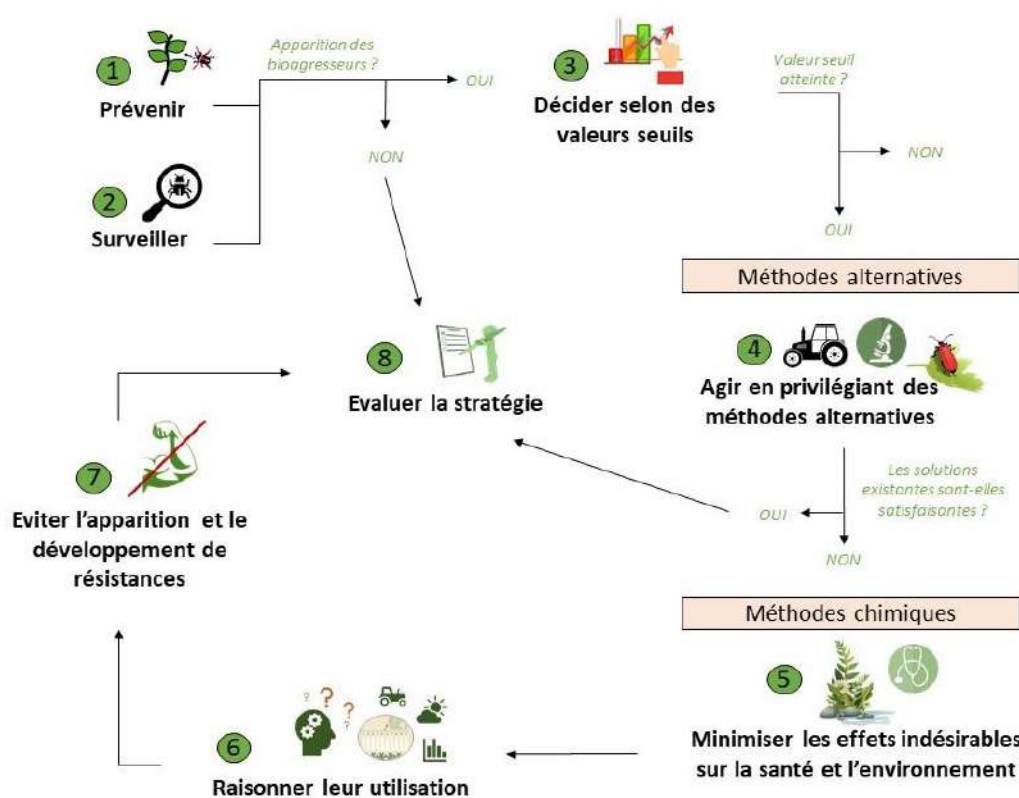 1
Prévenir
Apparition des
bioagresseurs ?
OUI
NON
2
Surveiller
3
Décider selon des
valeurs seuils
Valeur seuil
atteinte ?
NON
OUI
Méthodes alternatives
4
Agir en privilégiant des
méthodes alternatives
Les solutions
existantes sont-elles
satisfaisantes ?
OUI
NON
Méthodes chimiques
5
Minimiser les effets indésirables
sur la santé et l'environnement
6
Raisonner leur utilisation
7
Eviter l'apparition et le
développement de
résistances
8
Evaluer la stratégie